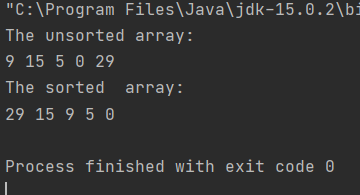 "C:\Program Files\Java\jdk-15.0.2\bi
The unsorted array:
9 15 5 0 29
The sorted  array:
29 15 9 5 0
Process finished with exit code 0